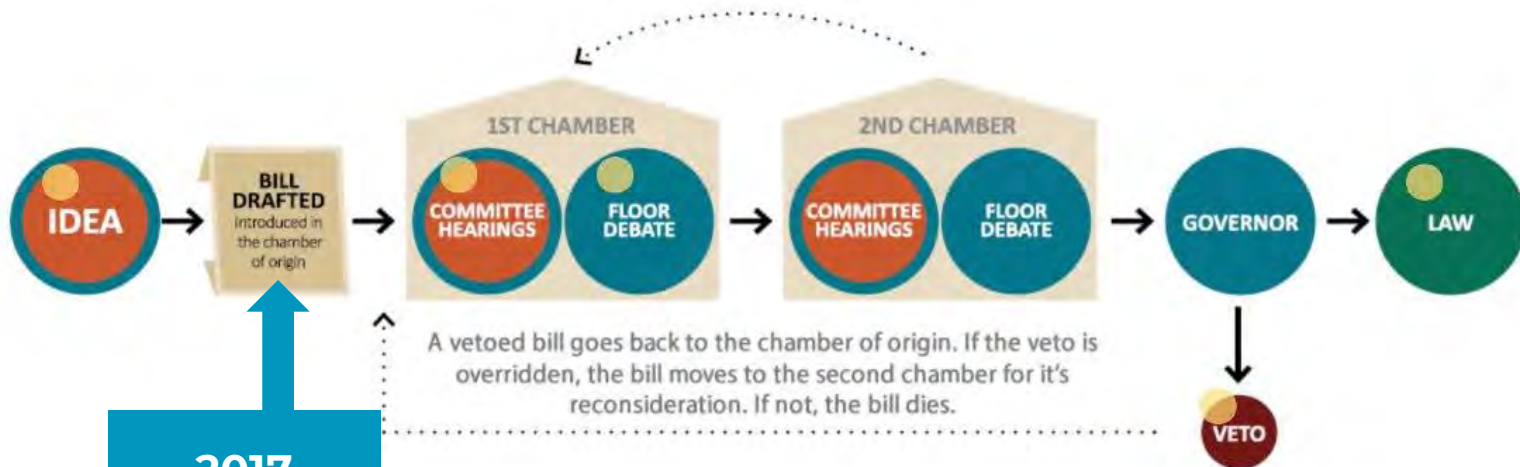 1ST CHAMBER
2ND CHAMBER
IDEA
BILL
DRAFTED
Introduced in
the chamber
of origin
COMMITTEE
HEARINGS
FLOOR
DEBATE
COMMITTEE
HEARINGS
FLOOR
DEBATE
GOVERNOR
LAW
A vetoed bill goes back to the chamber of origin. If the veto is
overridden, the bill moves to the second chamber for it's
reconsideration. If not, the bill dies.
VETO
2017